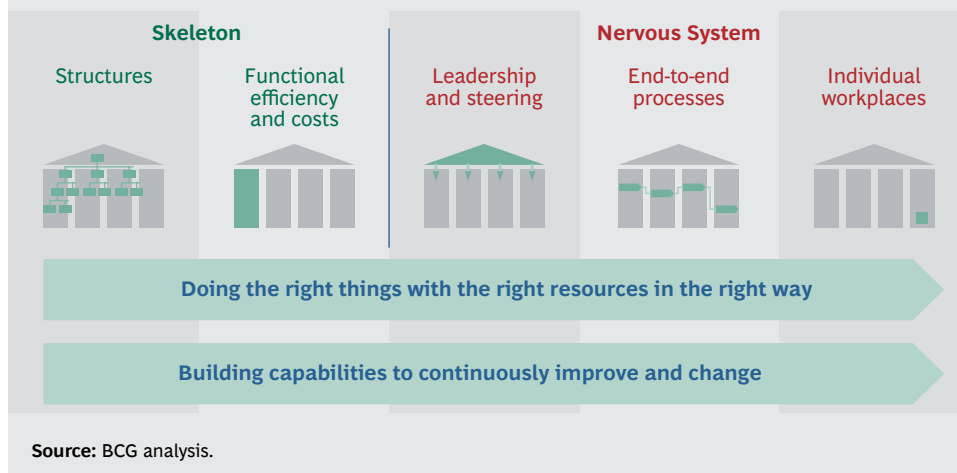 Skeleton
Nervous System
Structures
Functional
efficiency
and costs
Leadership
and steering
End-to-end
processes
Individual
workplaces
Doing the right things with the right resources in the right way
Building capabilities to continuously improve and change
Source: BCG analysis.